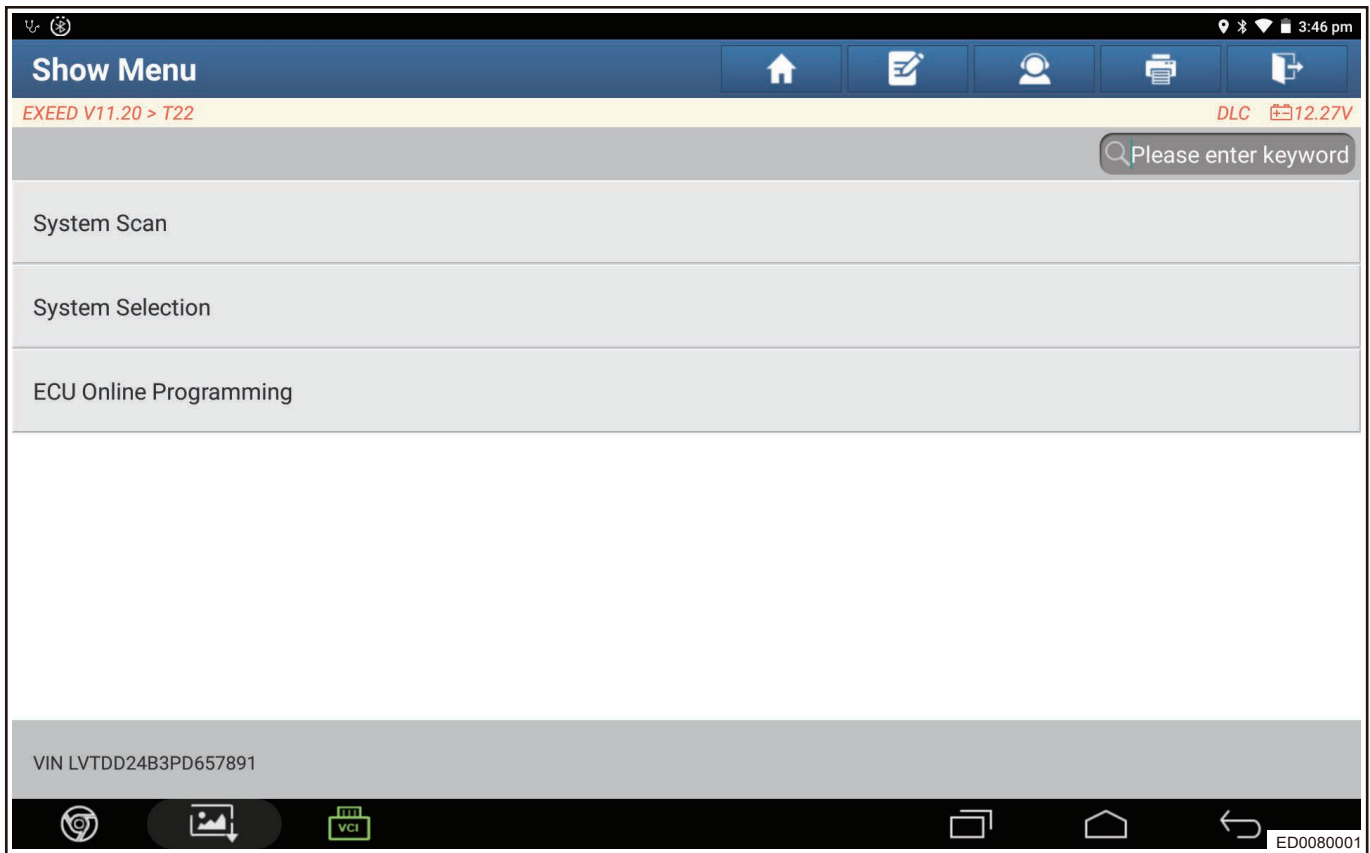 3:46 pm
Show Menu
EXEED V11.20 > T22
DLC 12.27V
Please enter keyword
System Scan
System Selection
ECU Online Programming
VIN LVTDD24B3PD657891
VCI
ED0080001